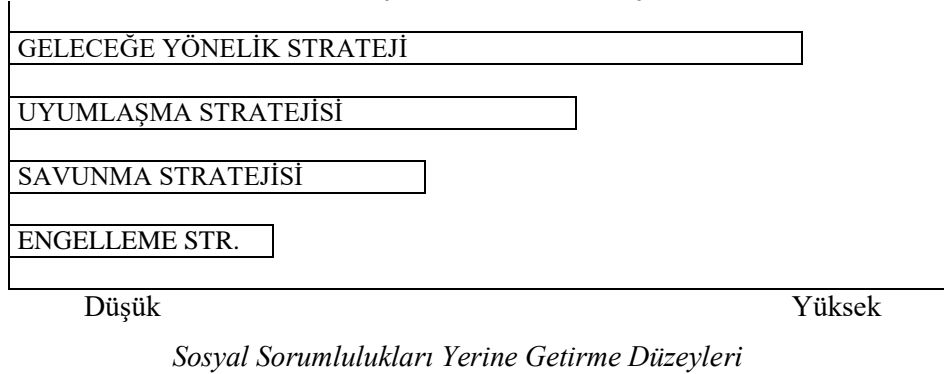 GELECEĞE YÖNELİK STRATEJİ
UYUMLAŞMA STRATEJİSİ
SAVUNMA STRATEJİSİ
ENGELLEME STR.
Düşük Yüksek
Sosyal Sorumlulukları Yerine Getirme Düzeyleri